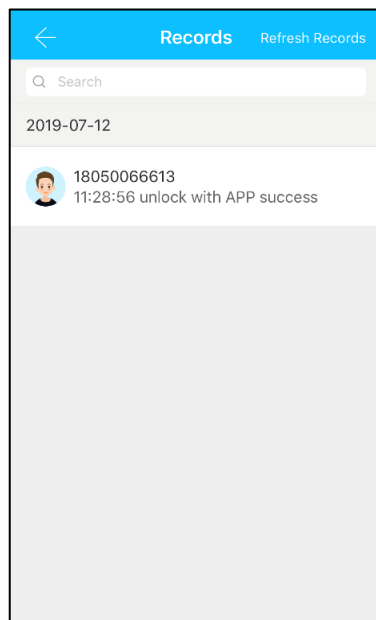 Records Refresh Records
Search
2019-07-12
18050066613
11:28:56 unlock with APP success